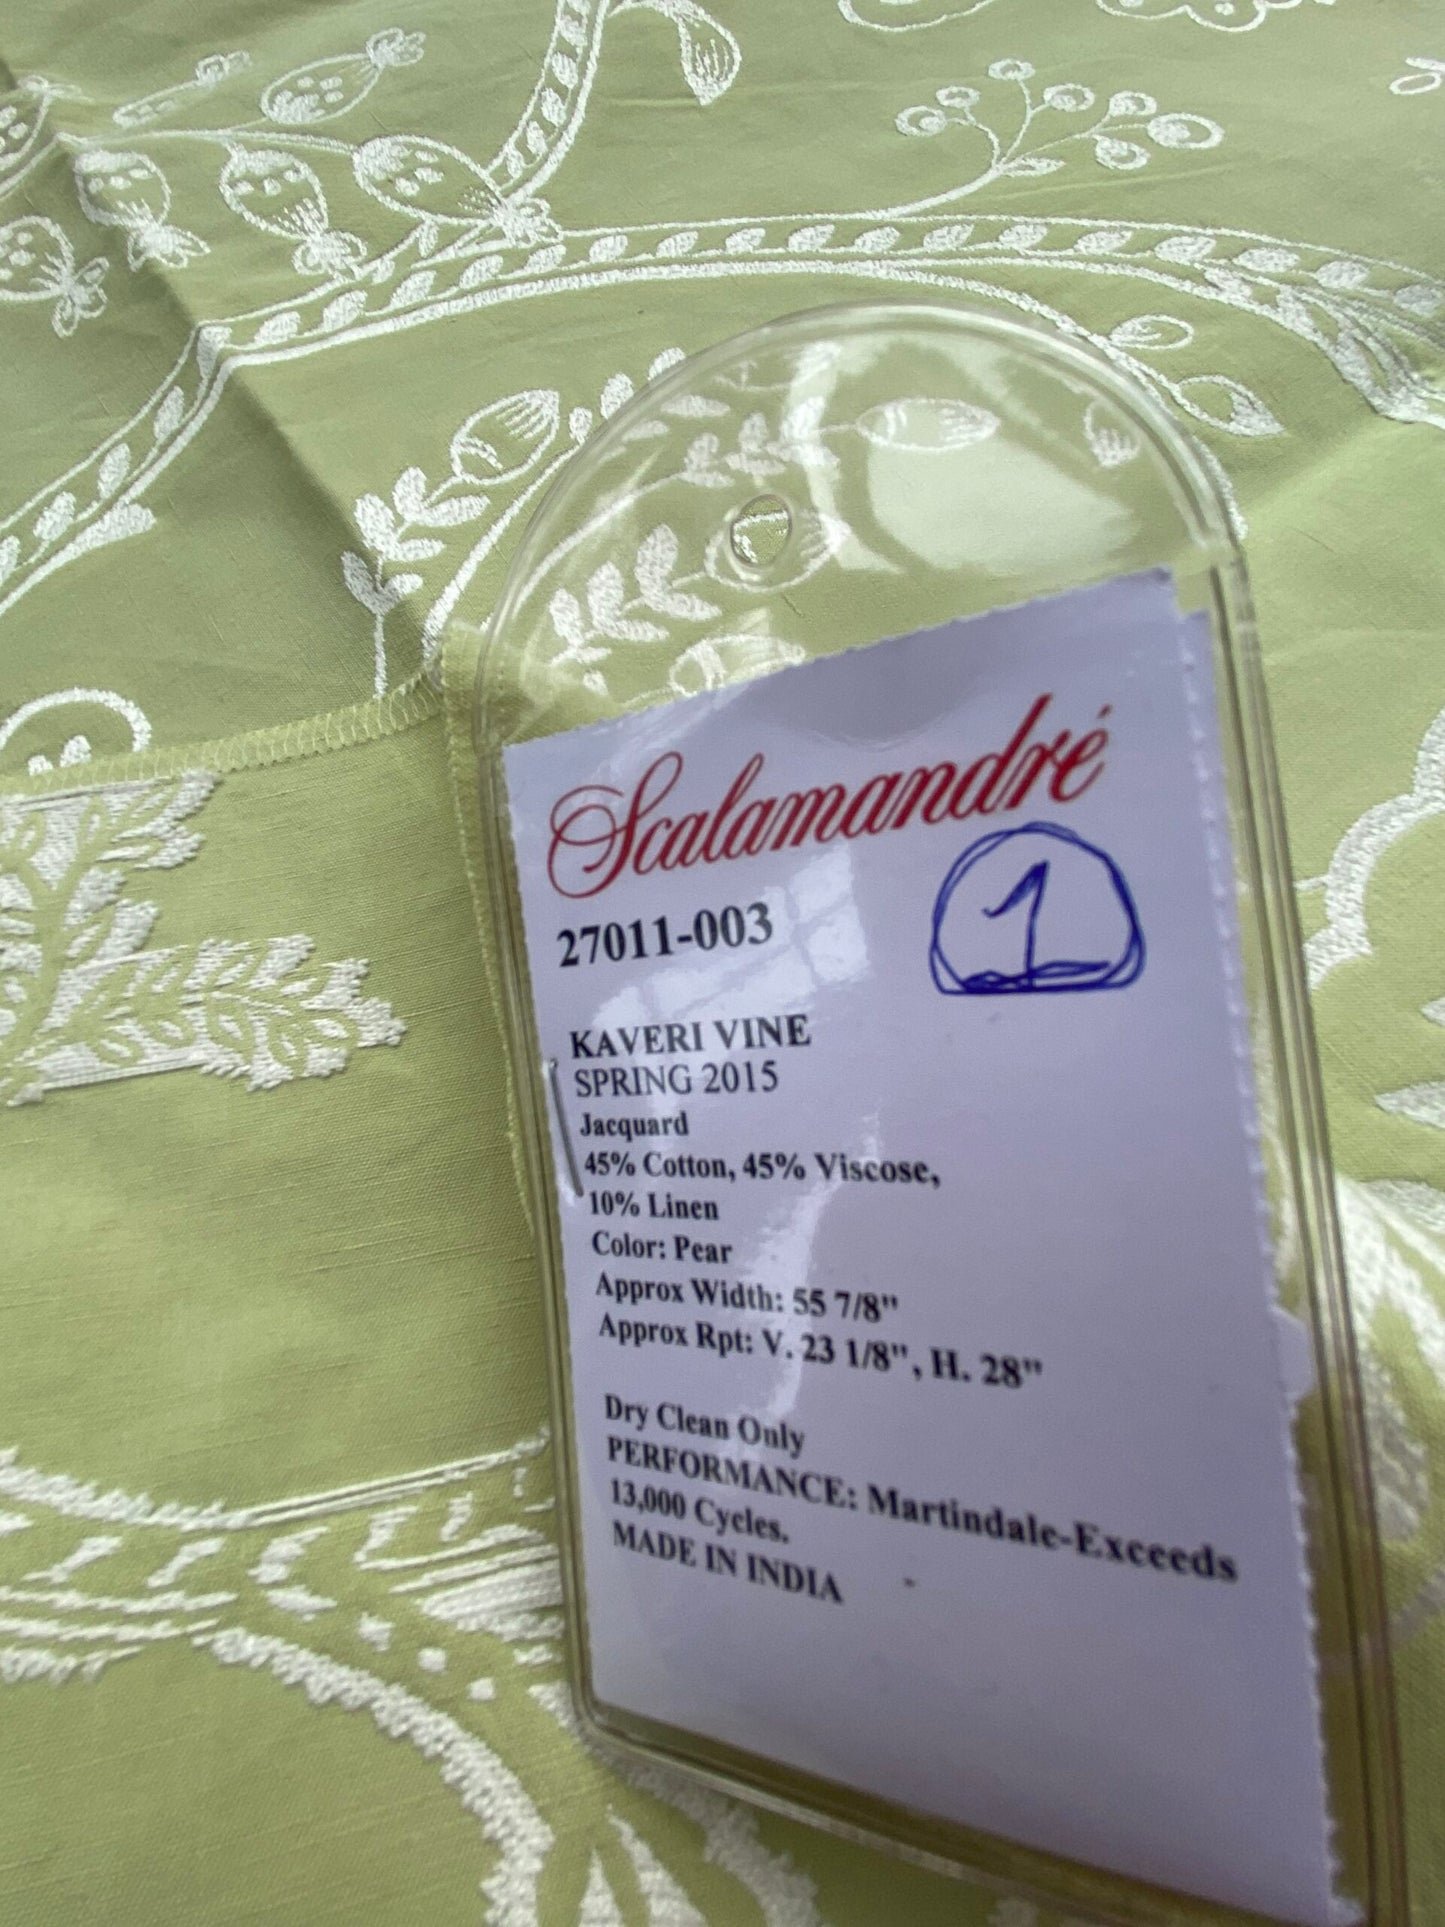 Scalamandré
27011-003
1
KAVERI VINE
SPRING 2015
Jacquard
45% Cotton, 45% Viscose,
10% Linen
Color: Pear
Approx Width: 55 7/8"
Approx Rpt: V. 23 1/8", H. 28"
Dry Clean Only
PERFORMANCE: Martindale-Exceeds
13,000 Cycles.
MADE IN INDIA